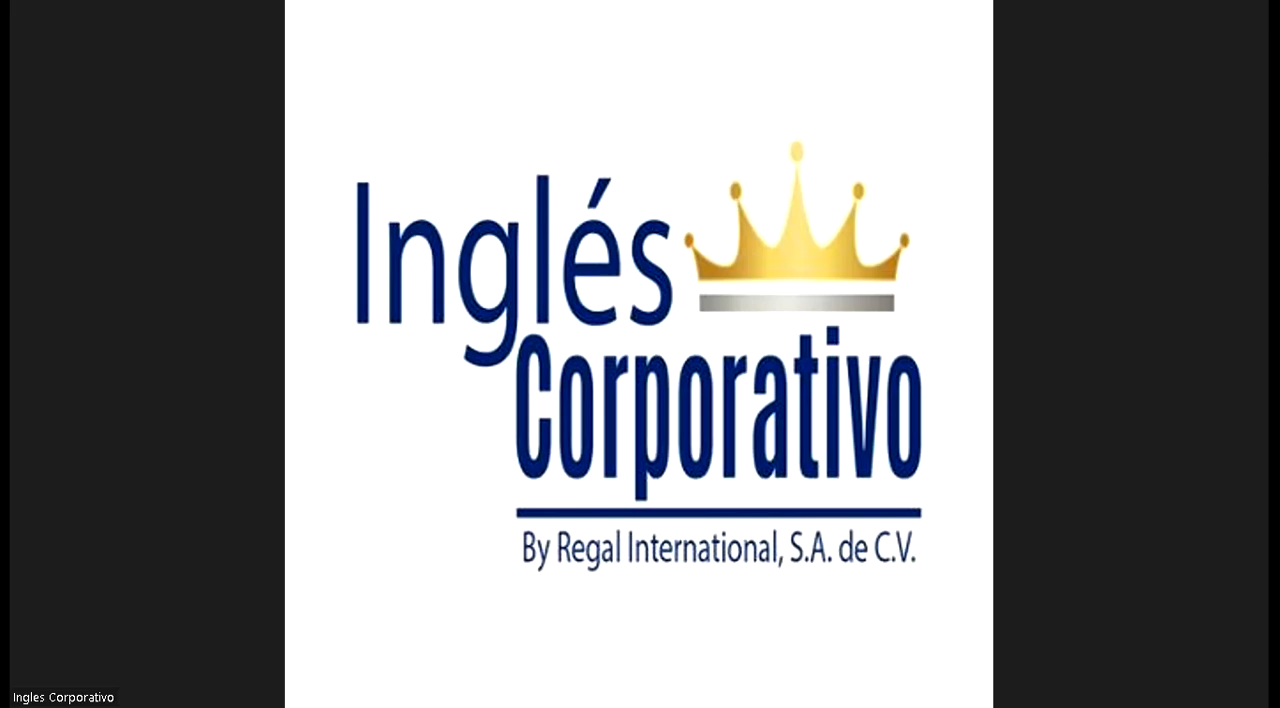 Inglés
Corporativo
By Regal International, S.A. de C.V.
Ingles Corporativo